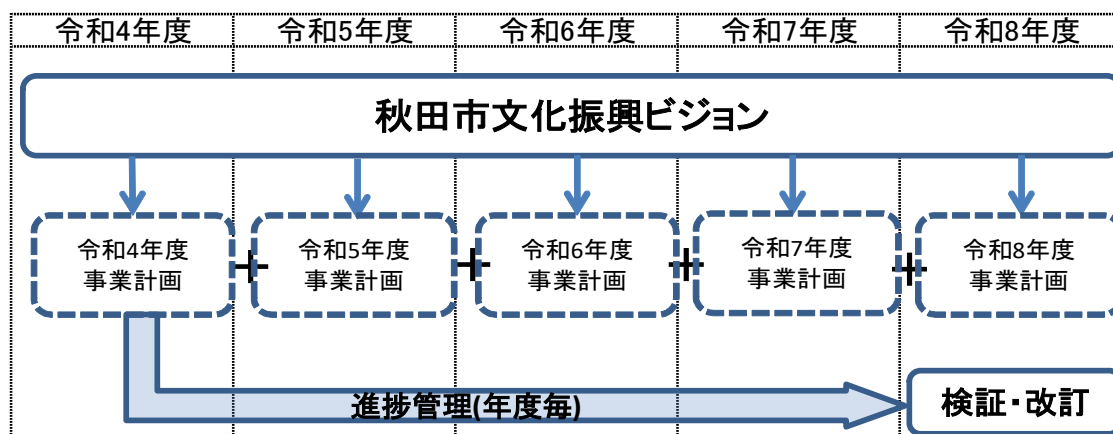 令和4年度
令和5年度
令和6年度
令和7年度
令和8年度
秋田市文化振興ビジョン
令和4年度
事業計画
+
令和5年度
事業計画
+
令和6年度
事業計画
+
令和7年度
事業計画
+
令和8年度
事業計画
進捗管理(年度毎)
検証・改訂